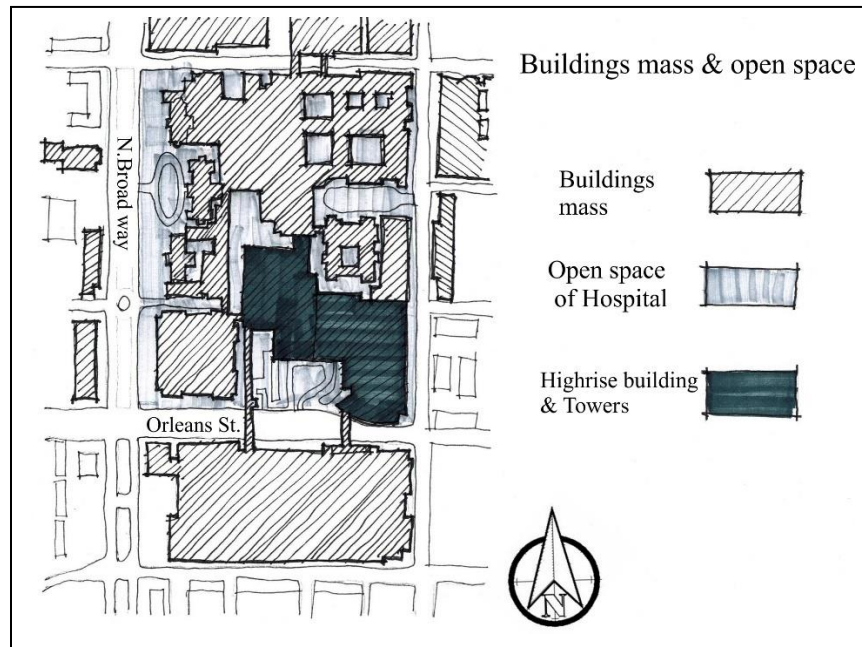 Buildings mass & open space
N.Broad way
Buildings
mass
Open space
of Hospital
Highrise building
& Towers
Orleans St.
N